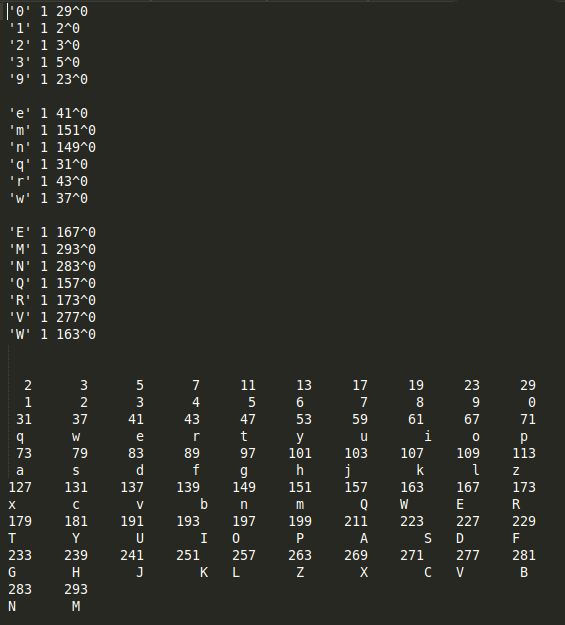 '0' 1 29^0
'1' 1 2^0
'2' 1 3^0
'3' 1 5^0
'9' 1 23^0
'e' 1 41^0
'm' 1 151^0
'n' 1 149^0
'q' 1 31^0
'r' 1 43^0
'w' 1 37^0
'E' 1 167^0
'M' 1 293^0
'N' 1 283^0
'Q' 1 157^0
'R' 1 173^0
'V' 1 277^0
'W' 1 163^0
2 3 5 7 11 13 17 19 23 29
1 2 3 4 5 6 7 8 9 0
31 37 41 43 47 53 59 61 67 71
q w e r t y u i o p
73 79 83 89 97 101 103 107 109 113
a s d f g h j k l z
127 131 137 139 149 151 157 163 167 173
x c v b n m Q W E R
179 181 191 193 197 199 211 223 227 229
T Y U I O P A S D F
233 239 241 251 257 263 269 271 277 281
G H J K L Z X C V B
283 293
N M